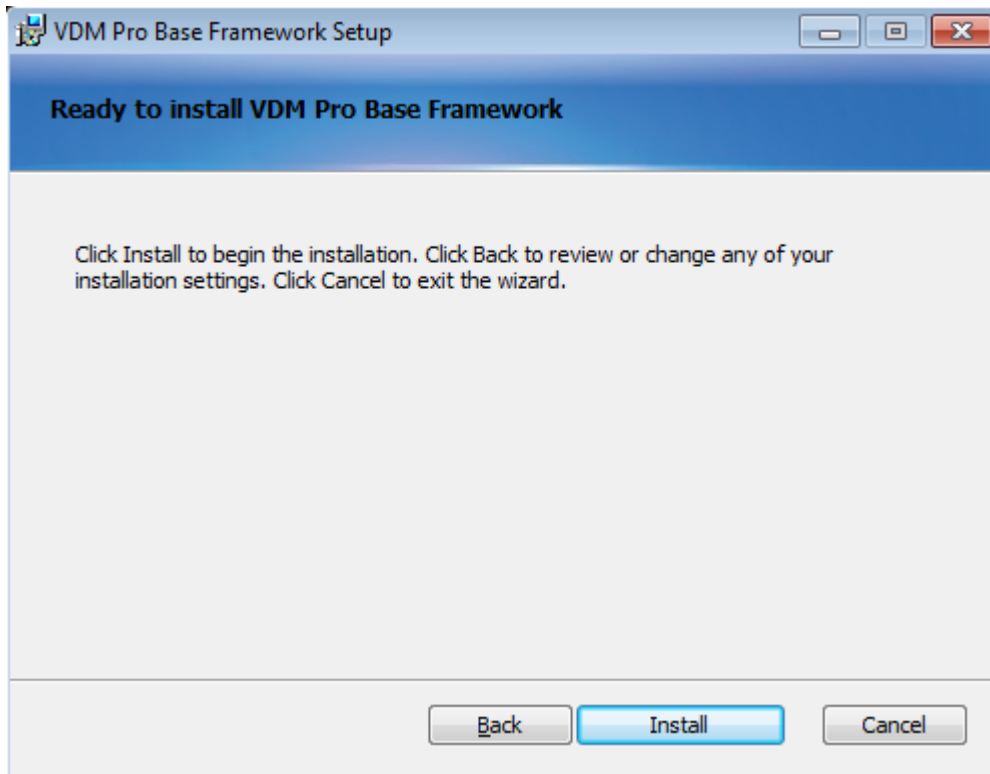 VDM Pro Base Framework Setup
Ready to install VDM Pro Base Framework
Click Install to begin the installation. Click Back to review or change any of your
installation settings. Click Cancel to exit the wizard.
Back
Install
Cancel